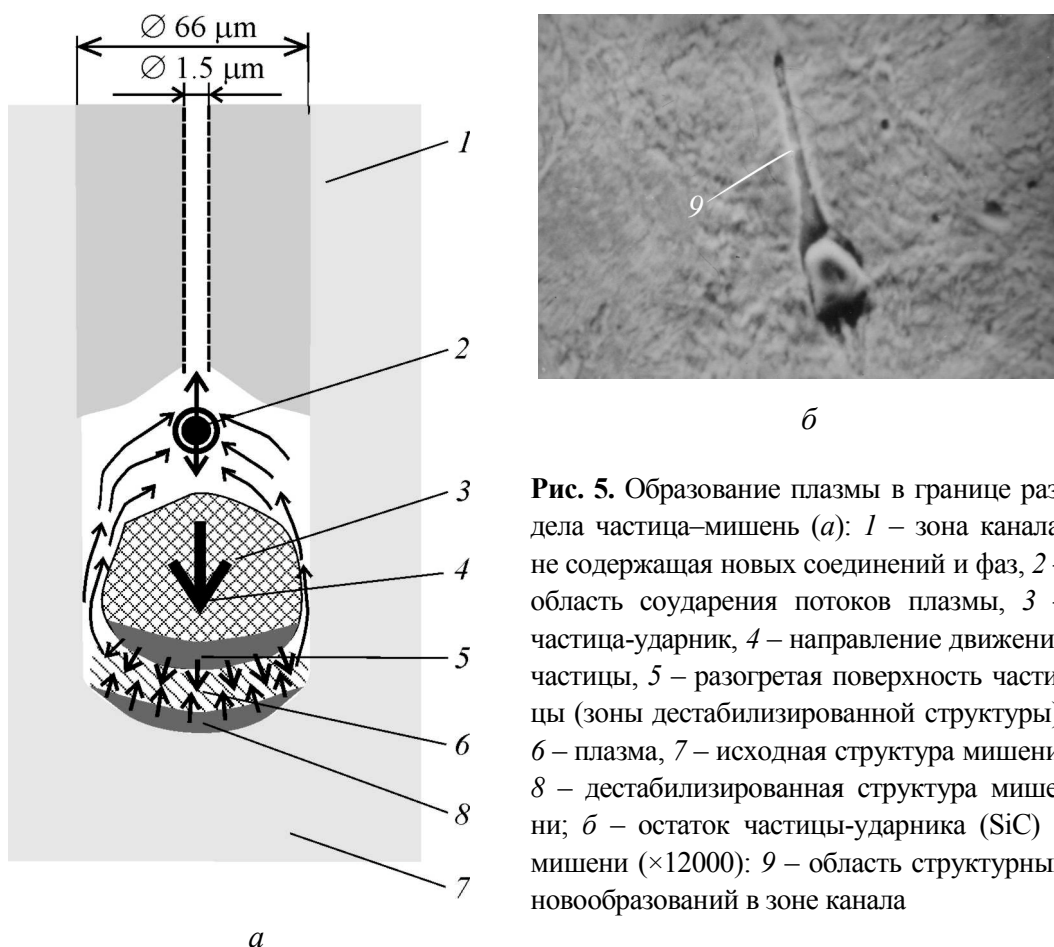 ∅ 66 μm
∅ 1.5 μm
1
2
3
4
5
6
8
7
а
9
б
Рис. 5. Образование плазмы в границе раз
дела частица–мишень (а): 1 – зона канала
не содержащая новых соединений и фаз, 2 -
область соударения потоков плазмы, 3 -
частица-ударник, 4 – направление движени
частицы, 5 – разогретая поверхность части
цы (зоны дестабилизированной структуры)
6 – плазма, 7 – исходная структура мишени
8 – дестабилизированная структура мише
ни; б – остаток частицы-ударника (SiC)
мишени (×12000): 9 – область структурны
новообразований в зоне канала